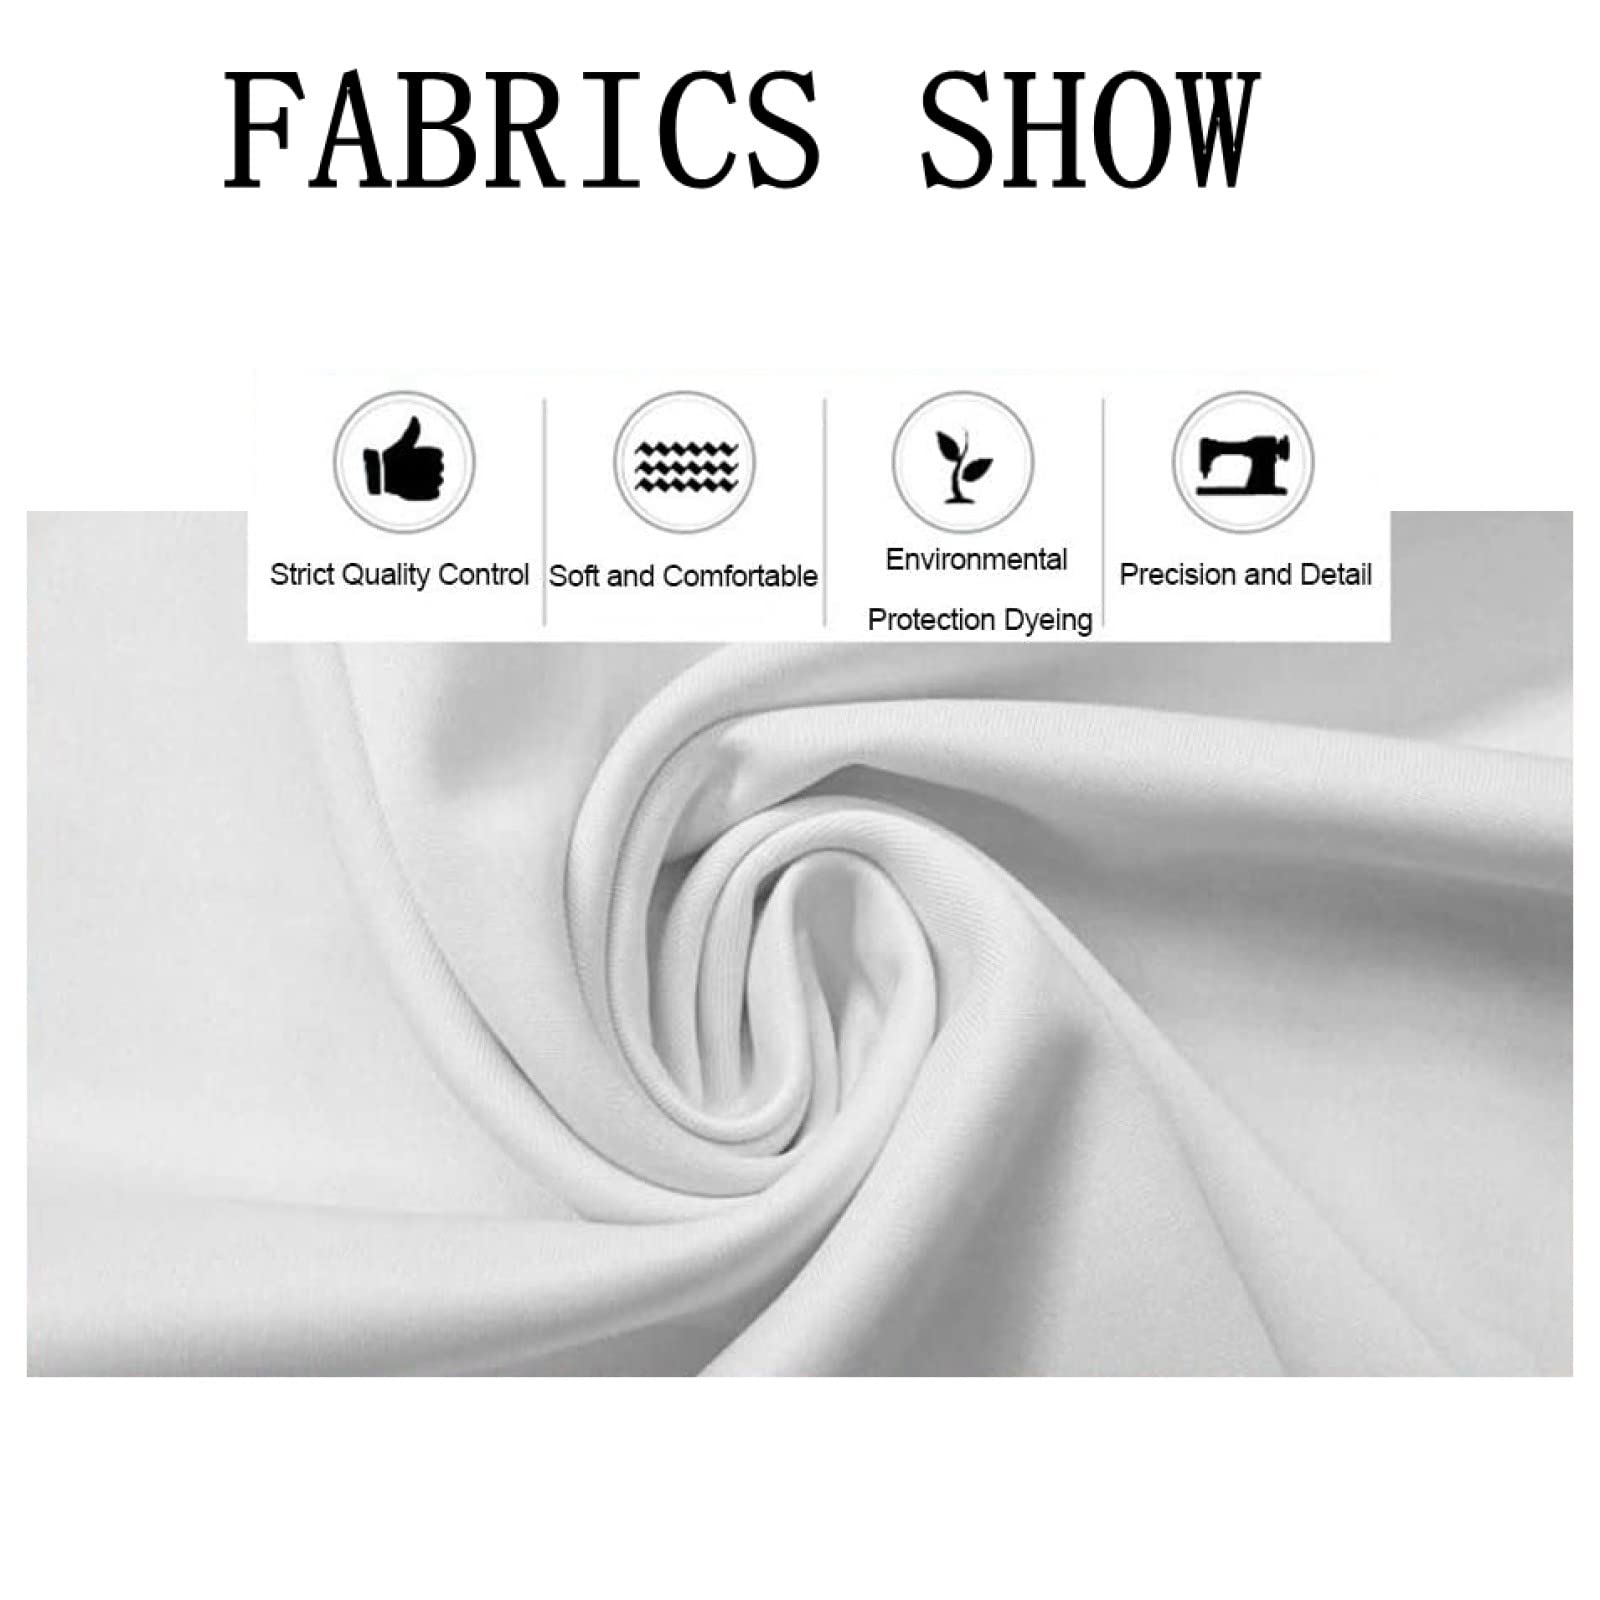 FABRICS SHOW
Strict Quality Control
Soft and Comfortable
Environmental
Protection Dyeing
Precision and Detail